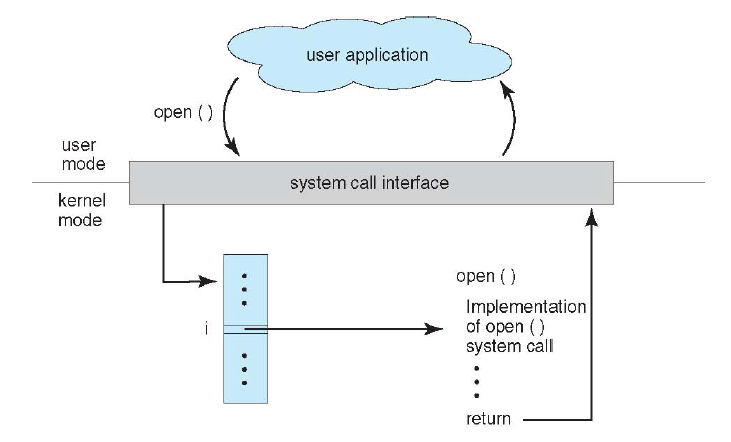 user application
open ( )
user
mode
system call interface
kernel
mode
open ( )
i
Implementation
of open ( )
system call
return